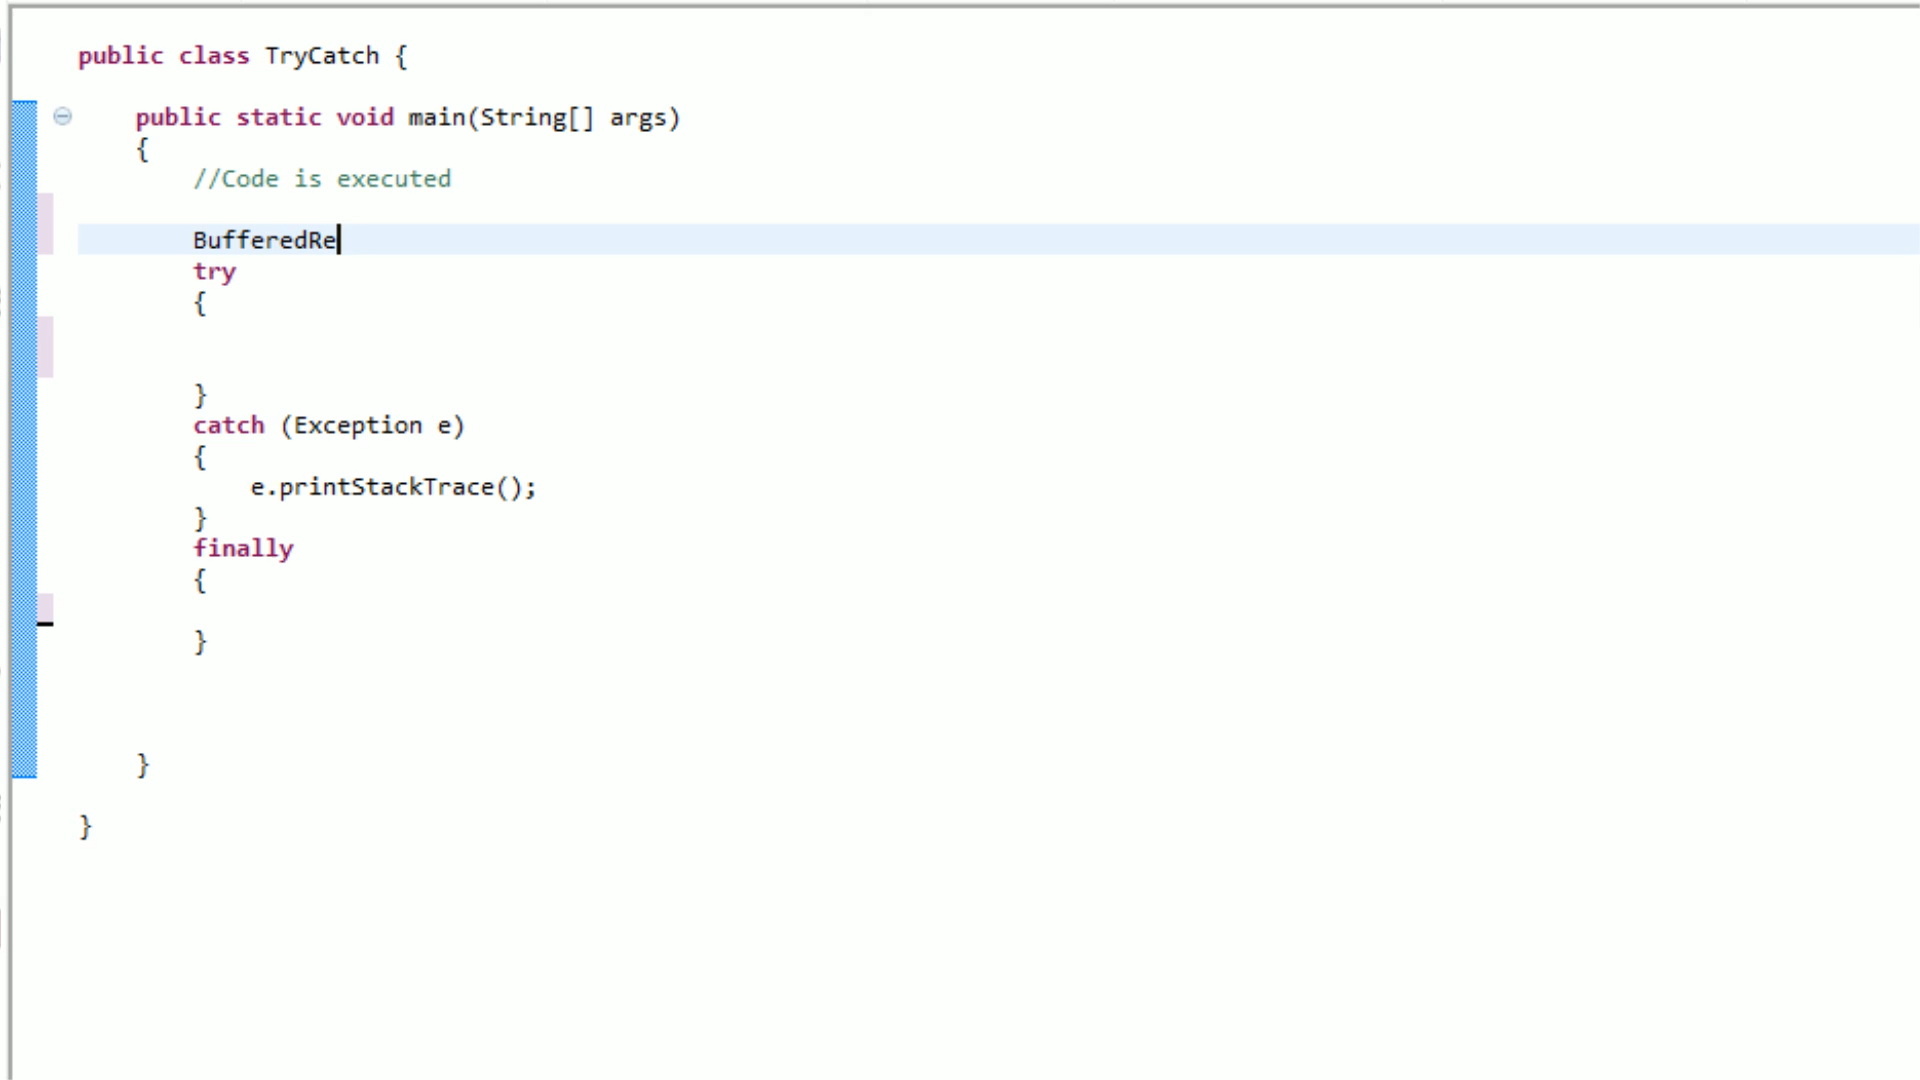 public class TryCatch {
public static void main(String[] args)
{
//Code is executed
BufferedRe
try
{
}
catch (Exception e)
{
e.printStackTrace();
}
finally
{
}
}
}